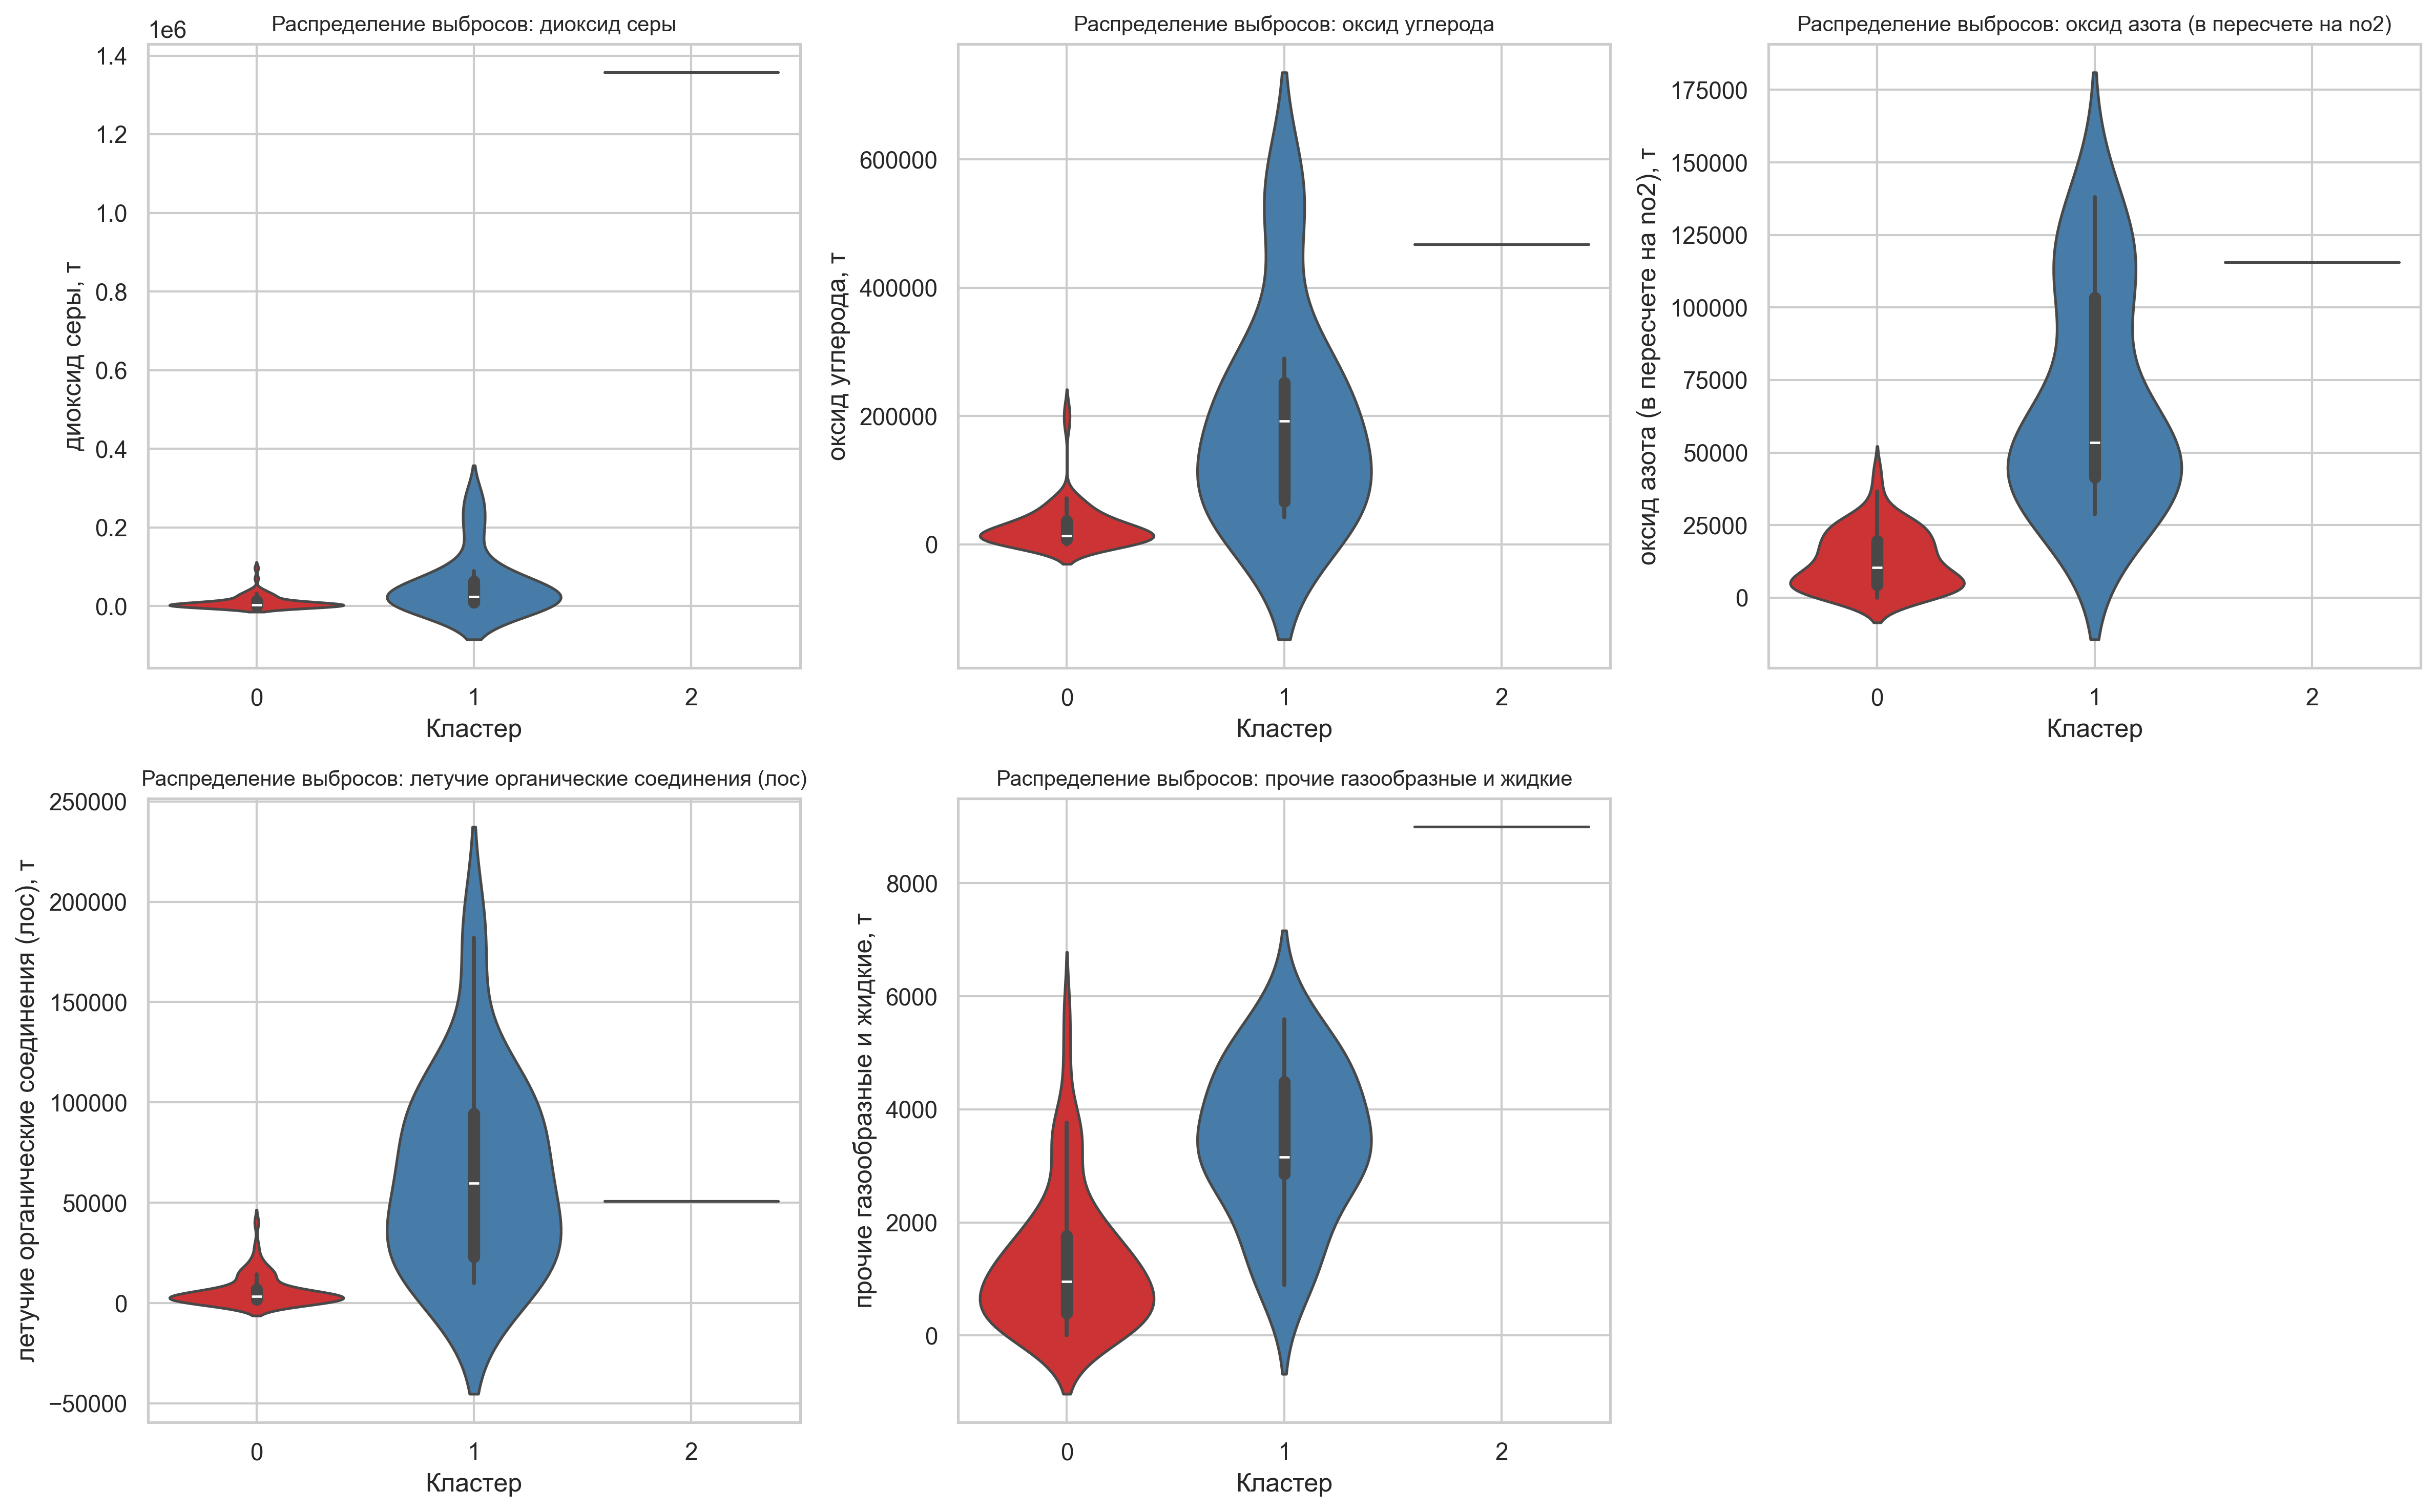 Распределение выбросов: диоксид серы
1e6
1.4
1.2
1.0
0.8
0.6
0.4
0.2
0.0
диоксид серы, т
0 1 2
Кластер
Распределение выбросов: оксид углерода
600000
400000
200000
0
оксид углерода, т
0 1 2
Кластер
Распределение выбросов: оксид азота (в пересчете на no2)
175000
150000
125000
100000
75000
50000
25000
0
оксид азота (в пересчете на no2), т
0 1 2
Кластер
Распределение выбросов: летучие органические соединения (лос)
250000
200000
150000
100000
50000
0
−50000
летучие органические соединения (лос), т
0 1 2
Кластер
Распределение выбросов: прочие газообразные и жидкие
8000
6000
4000
2000
0
прочие газообразные и жидкие, т
0 1 2
Кластер